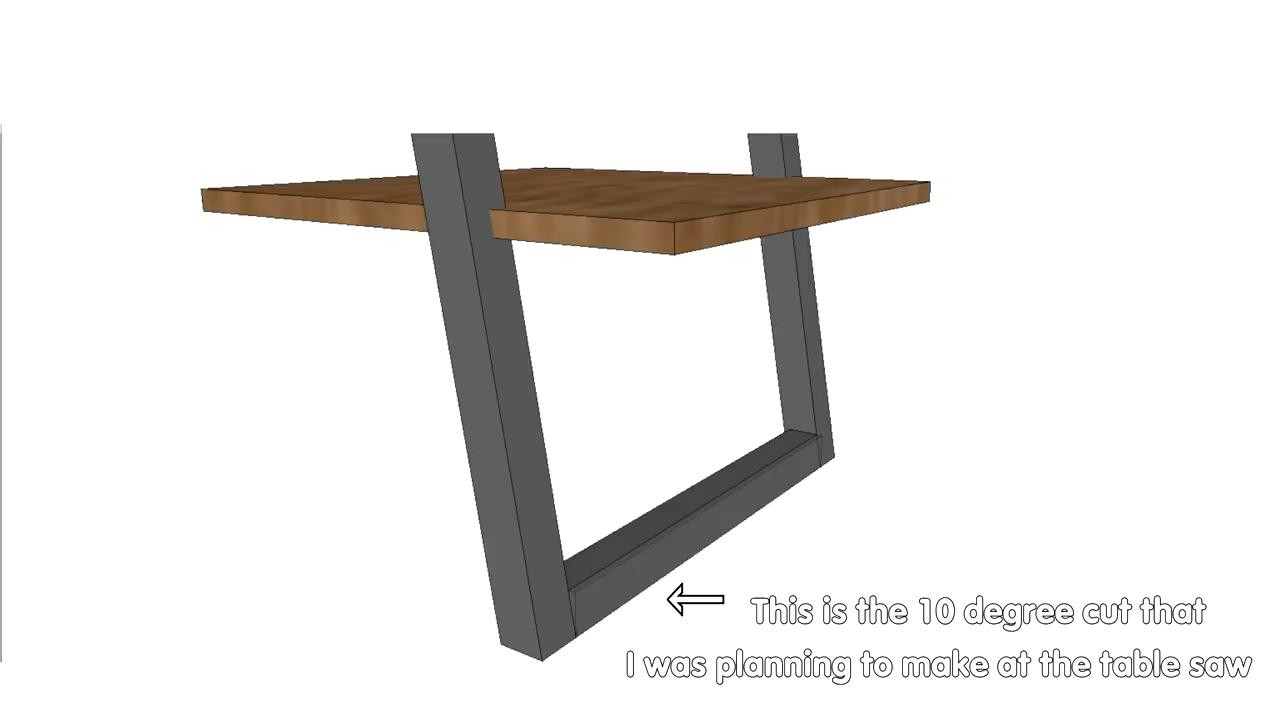 This is the 10 degree cut that
I was planning to make at the table saw